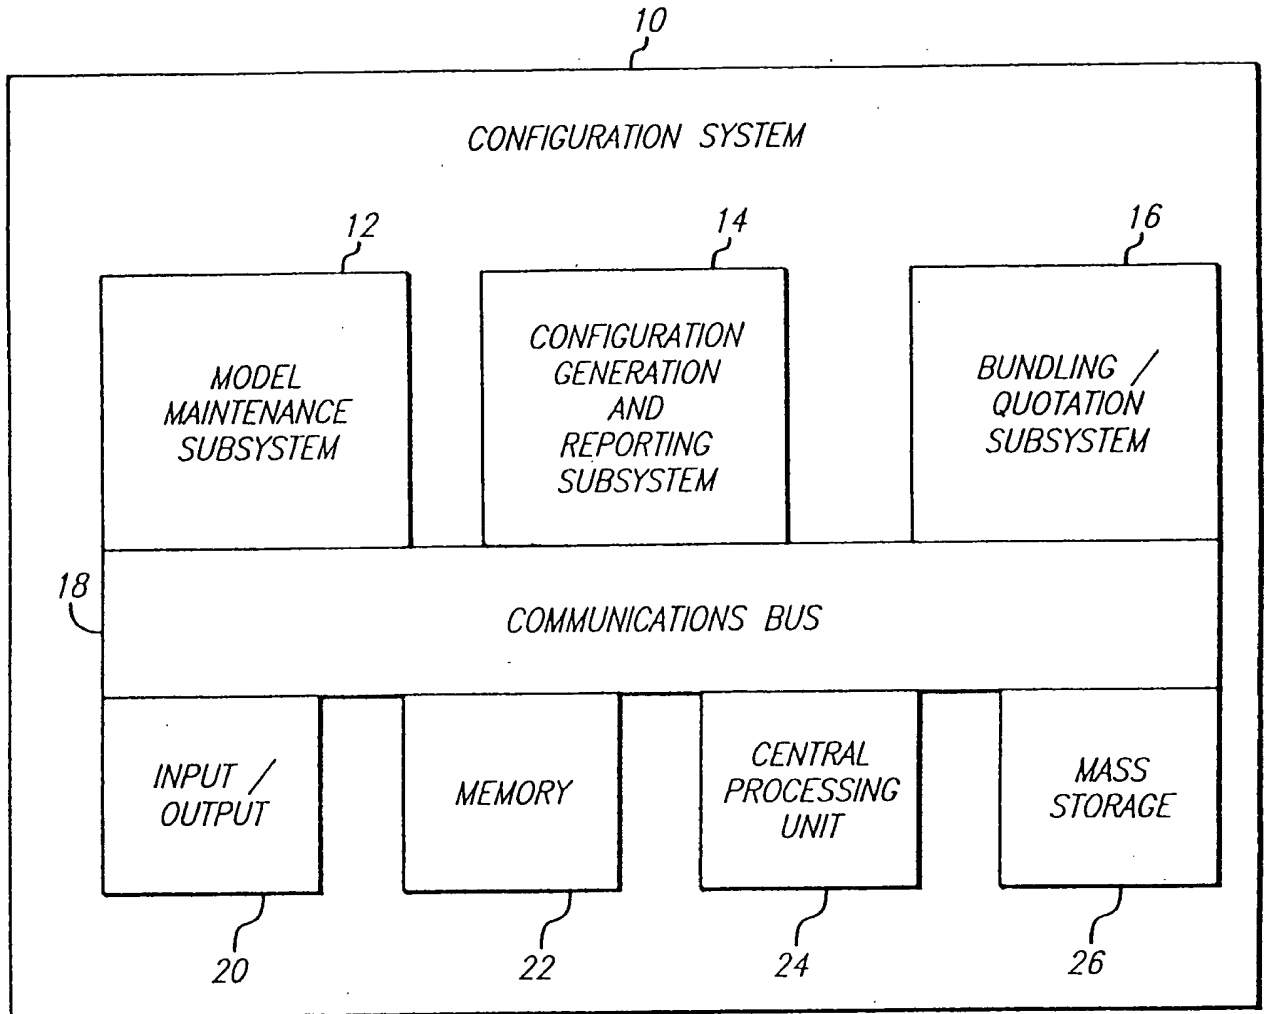 10
CONFIGURATION SYSTEM
12
14
16
MODEL
MAINTENANCE
SUBSYSTEM
CONFIGURATION
GENERATION
AND
REPORTING
SUBSYSTEM
BUNDLING /
QUOTATION
SUBSYSTEM
18
COMMUNICATIONS BUS
INPUT /
OUTPUT
MEMORY
CENTRAL
PROCESSING
UNIT
MASS
STORAGE
20
22
24
26